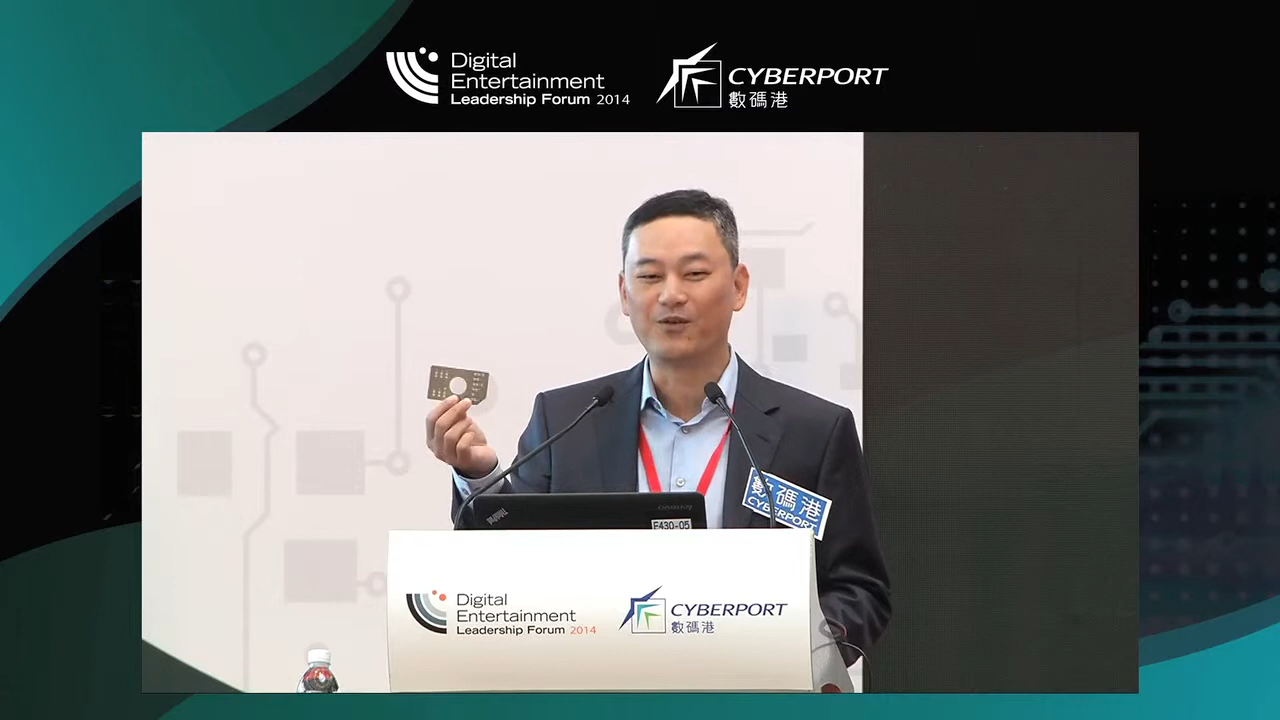 Digital
Entertainment
Leadership Forum 2014
CYBERPORT
數碼港
數碼港
CYBERPORT
E430-05
Digital
Entertainment
Leadership Forum 2014
CYBERPORT
數碼港